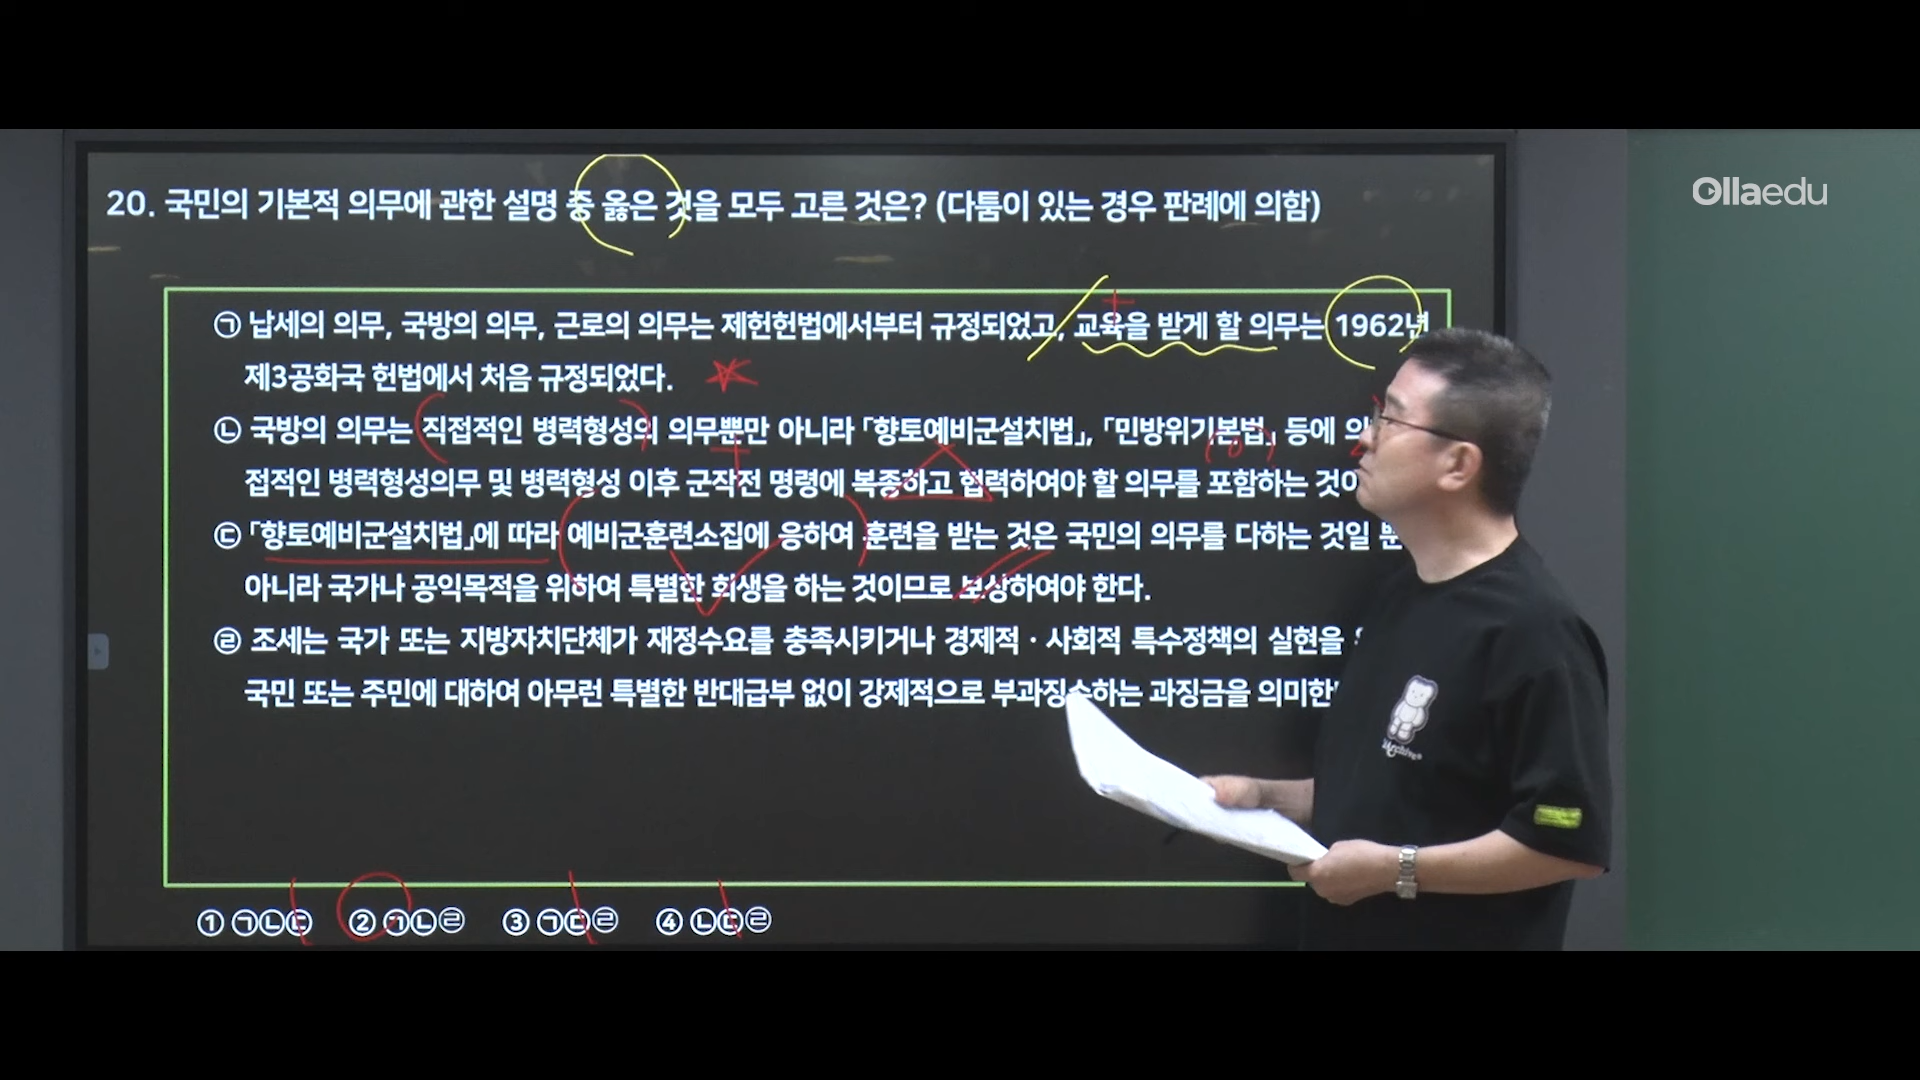 Ollaedu
20. 국민의 기본적 의무에 관한 설명 중 옳은 것을 모두 고른 것은? (다툼이 있는 경우 판례에 의함)
㉠ 납세의 의무, 국방의 의무, 근로의 의무는 제헌헌법에서부터 규정되었고, 교육을 받게 할 의무는 1962년
제3공화국 헌법에서 처음 규정되었다.
㉡ 국방의 의무는 직접적인 병력형성의 의무뿐만 아니라 「향토예비군설치법」, 「민방위기본법」 등에
접적인 병력형성의무 및 병력형성 이후 군작전 명령에 복종하고 협력하여야 할 의무를 포함하는
㉢ 「향토예비군설치법」에 따라 예비군훈련소집에 응하여 훈련을 받는 것은 국민의 의무를 다하는 것일
아니라 국가나 공익목적을 위하여 특별한 희생을 하는 것이므로 보상하여야 한다.
㉣ 조세는 국가 또는 지방자치단체가 재정수요를 충족시키거나 경제적 · 사회적 특수정책의 실현을
국민 또는 주민에 대하여 아무런 특별한 반대급부 없이 강제적으로 부과징수하는 과징금을
① ㉠㉡㉢ ② ㉠㉡㉣ ③ ㉠㉢㉣ ④ ㉡㉢㉣